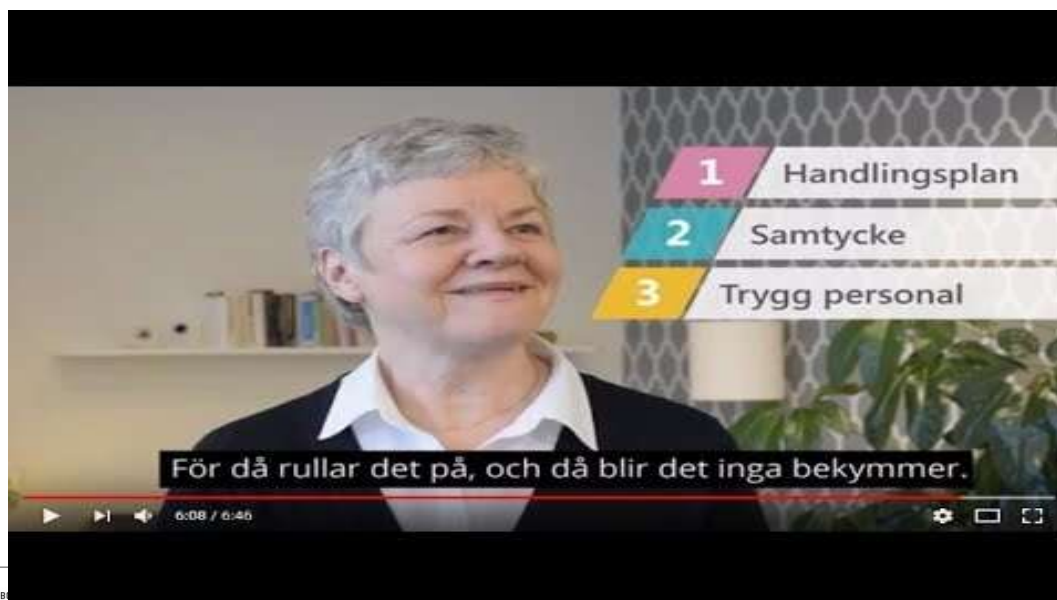 1 Handlingsplan
2 Samtycke
3 Trygg personal
För då rullar det på, och då blir det inga bekymmer.
6:08 / 6:46